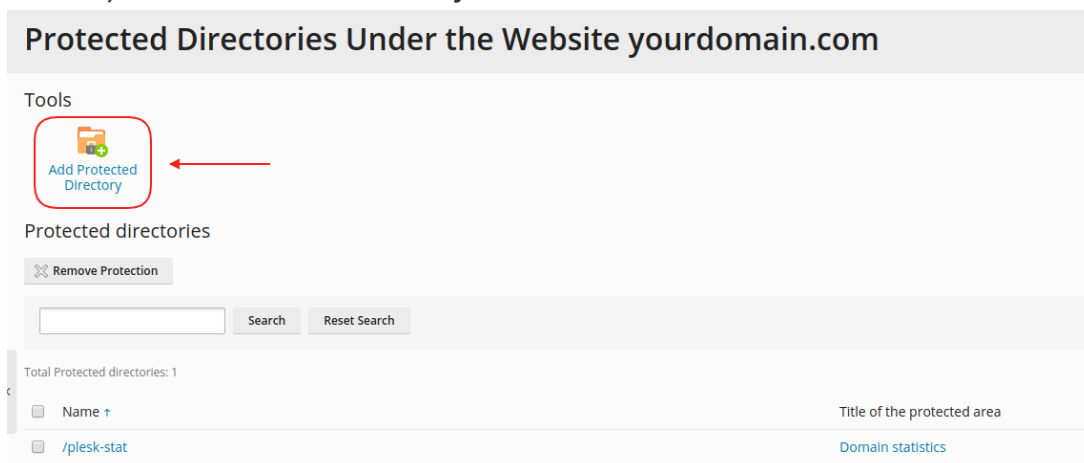 Protected Directories Under the Website yourdomain.com
Tools
Add Protected
Directory
Protected directories
Remove Protection
Search Reset Search
Total Protected directories: 1
Name ↑ Title of the protected area
/plesk-stat Domain statistics